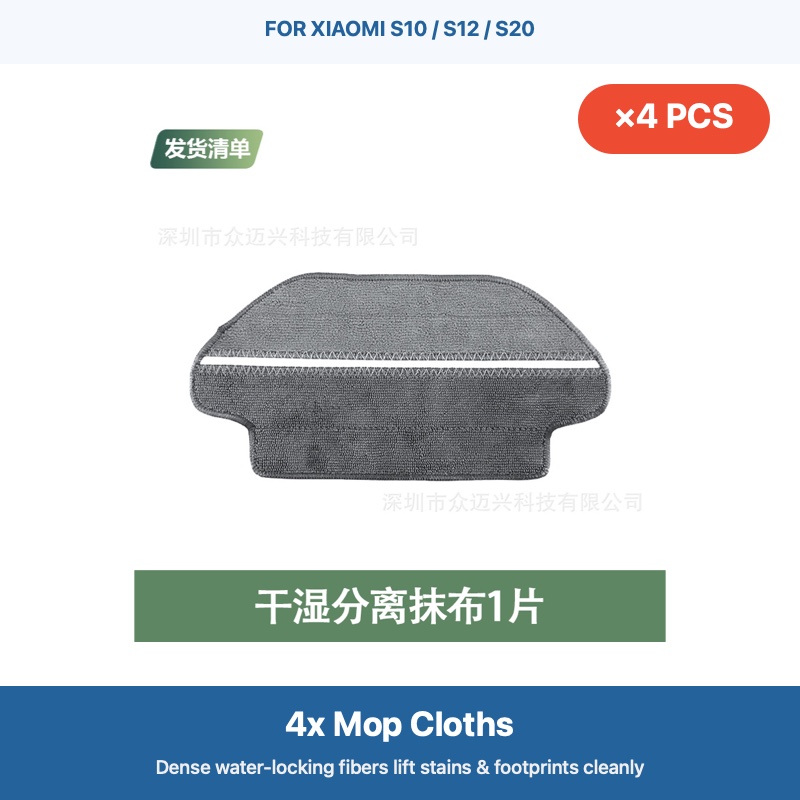 FOR XIAOMI S10 / S12 / S20
×4 PCS
发货清单
深圳市众迈兴科技有限公司
深圳市众迈兴科技有限公司
干湿分离抹布1片
4x Mop Cloths
Dense water-locking fibers lift stains & footprints cleanly